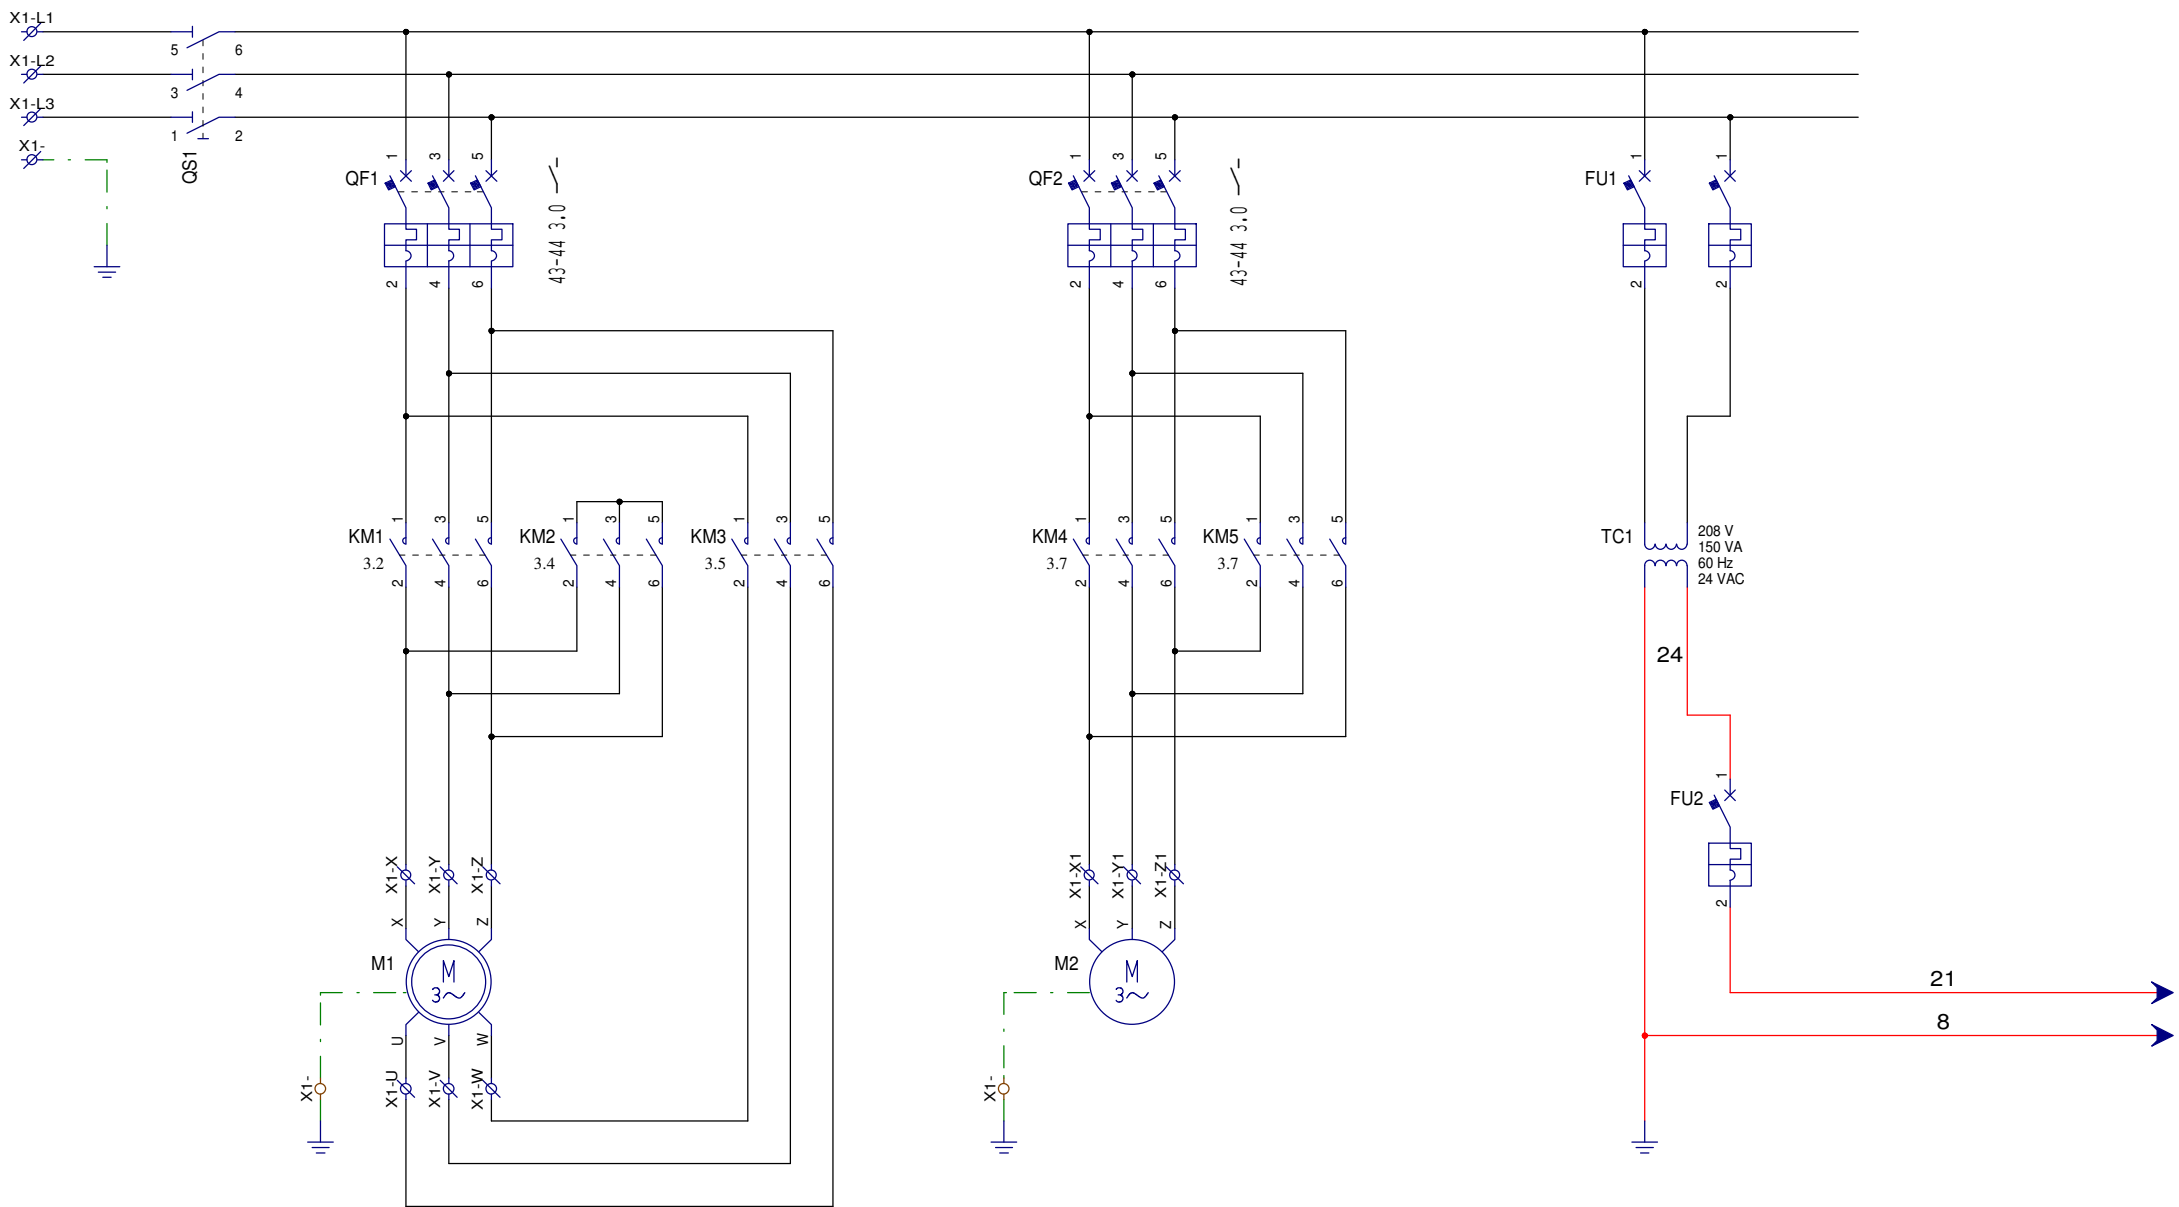 X1-L1
5 6
X1-L2
3 4
X1-L3
1 2
X1-
QS1
QF1
1 3 5
2 4 6
43-44 3.0
QF2
1 3 5
2 4 6
43-44 3.0
FU1
1 1
2 2
KM1
3.2
1 3 5
2 4 6
KM2
3.4
1 3 5
2 4 6
KM3
3.5
1 3 5
2 4 6
KM4
3.7
1 3 5
2 4 6
KM5
3.7
1 3 5
2 4 6
TC1
208 V
150 VA
60 Hz
24 VAC
24
FU2
1
2
X1-X X1-Y X1-Z
X Y Z
M1
M
3~
U V W
X1-U X1-V X1-W
X1-
X1-X1 X1-Y1 X1-Z1
X Y Z
M2
M
3~
X1-
21
8